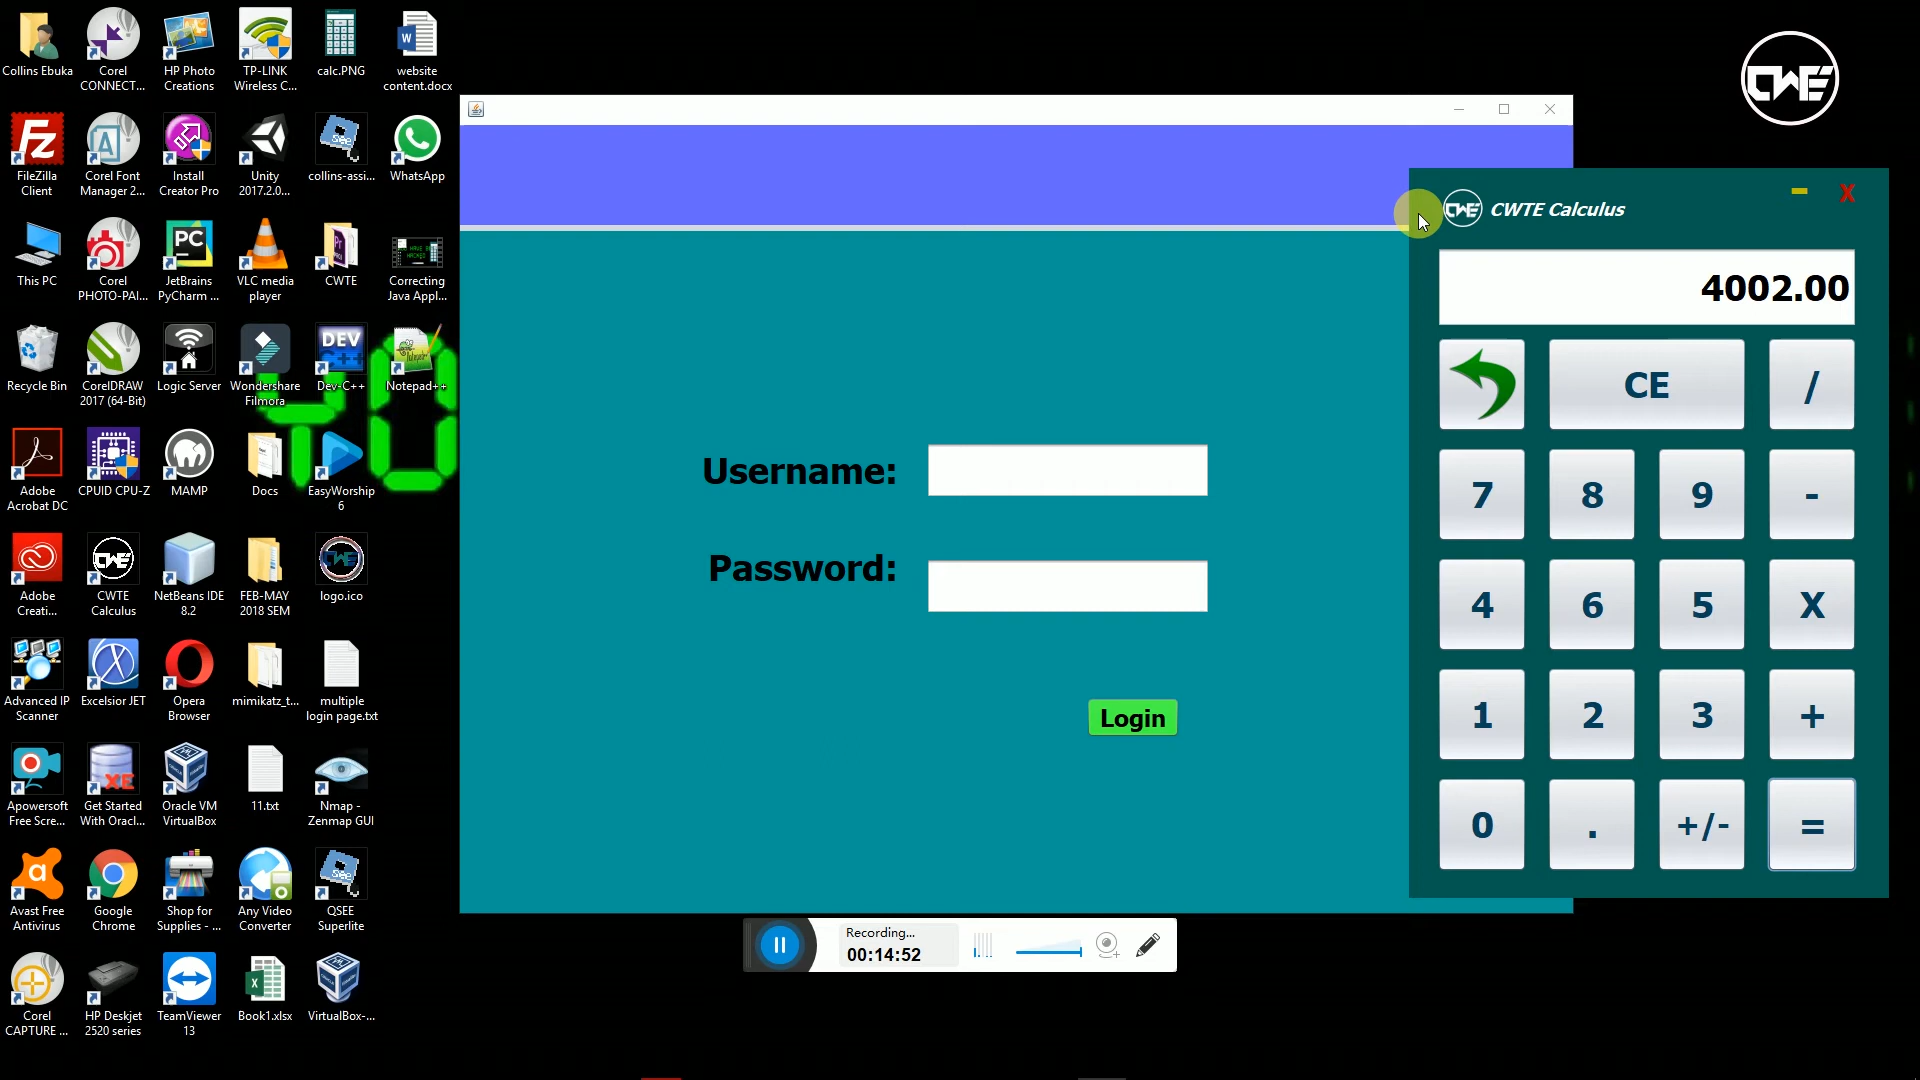 Collins Ebuka
Corel
CONNECT...
HP Photo
Creations
TP-LINK
Wireless C...
calc.PNG
website
content.docx
FileZilla
Client
Corel Font
Manager 2...
Install
Creator Pro
Unity
2017.2.0...
collins-assi...
WhatsApp
This PC
Corel
PHOTO-PAI...
JetBrains
PyCharm ...
VLC media
player
CWTE
Correcting
Java Appl...
Recycle Bin
CorelDRAW
2017 (64-Bit)
Logic Server
Wondershare
Filmora
Dev-C++
Notepad++
Adobe
Acrobat DC
CPUID CPU-Z
MAMP
Docs
EasyWorship
6
Adobe
Creati...
CWTE
Calculus
NetBeans IDE
8.2
FEB-MAY
2018 SEM
logo.ico
Advanced IP
Scanner
Excelsior JET
Opera
Browser
mimikatz_t...
multiple
login page.txt
Apowersoft
Free Scre...
Get Started
With Oracl...
Oracle VM
VirtualBox
11.txt
Nmap -
Zenmap GUI
Avast Free
Antivirus
Google
Chrome
Shop for
Supplies - ...
Any Video
Converter
QSEE
Superlite
Corel
CAPTURE ...
HP Deskjet
2520 series
TeamViewer
13
Book1.xlsx
VirtualBox-...
Username:
Password:
Login
CWE
CWE CWTE Calculus
X
4002.00
CE /
7 8 9 -
4 6 5 X
1 2 3 +
0 . +/- =
Recording...
00:14:52